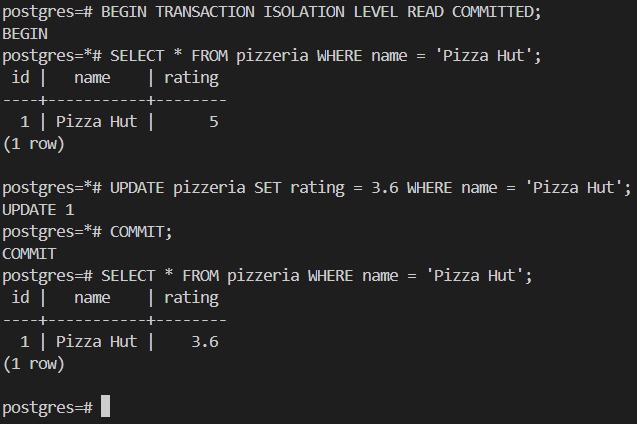 postgres=# BEGIN TRANSACTION ISOLATION LEVEL READ COMMITTED;
BEGIN
postgres=*# SELECT * FROM pizzeria WHERE name = 'Pizza Hut';
 id |   name    | rating
----+-----------+--------
  1 | Pizza Hut |      5
(1 row)

postgres=*# UPDATE pizzeria SET rating = 3.6 WHERE name = 'Pizza Hut';
UPDATE 1
postgres=*# COMMIT;
COMMIT
postgres=# SELECT * FROM pizzeria WHERE name = 'Pizza Hut';
 id |   name    | rating
----+-----------+--------
  1 | Pizza Hut |    3.6
(1 row)

postgres=#